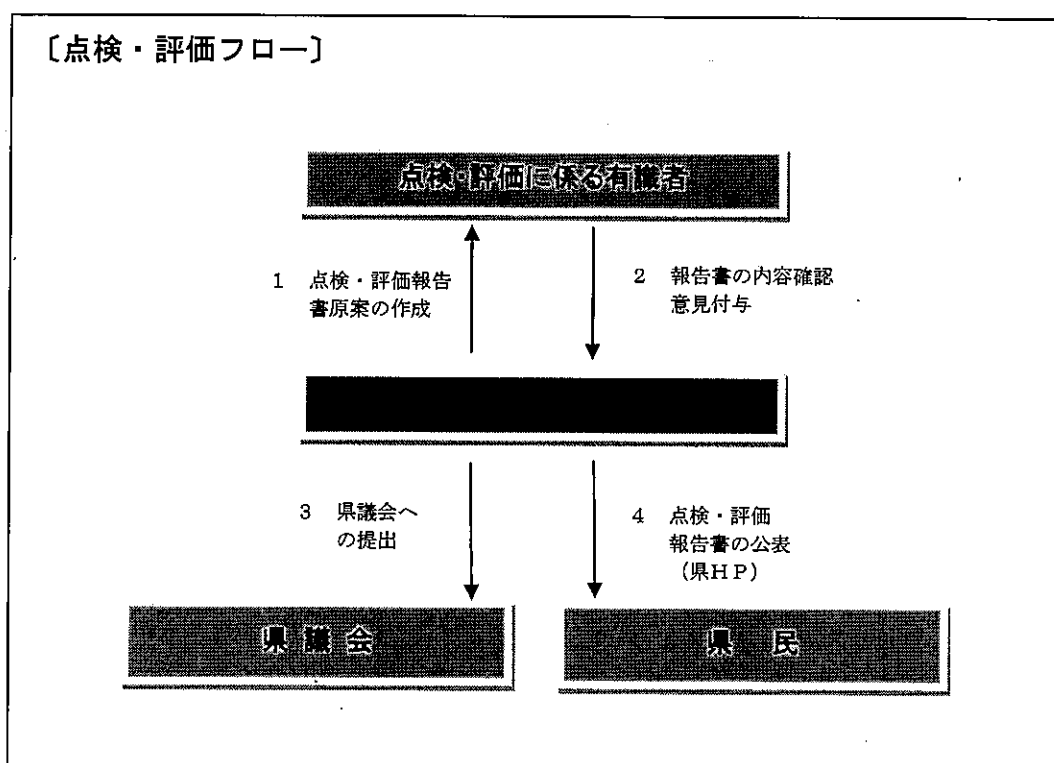 〔点検・評価フロー〕
点検・評価に係る有識者
1 点検・評価報告
書原案の作成
2 報告書の内容確認
意見付与
3 県議会へ
の提出
4 点検・評価
報告書の公表
(県HP)
県議会
県 民